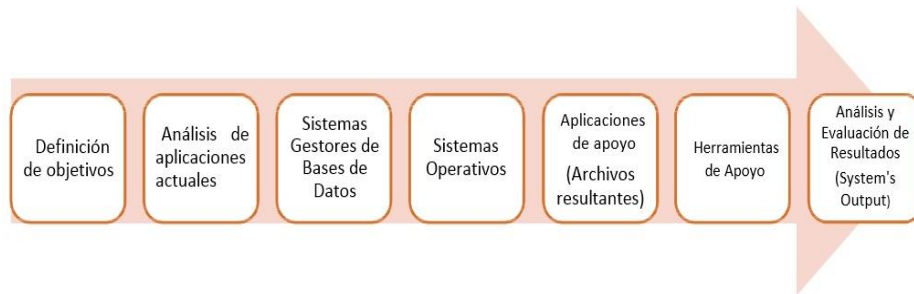 Definición
de objetivos
Análisis de
aplicaciones
actuales
Sistemas
Gestores de
Bases de
Datos
Sistemas
Operativos
Aplicaciones
de apoyo
(Archivos
resultantes)
Herramientas
de Apoyo
Análisis y
Evaluación de
Resultados
(System's
Output)